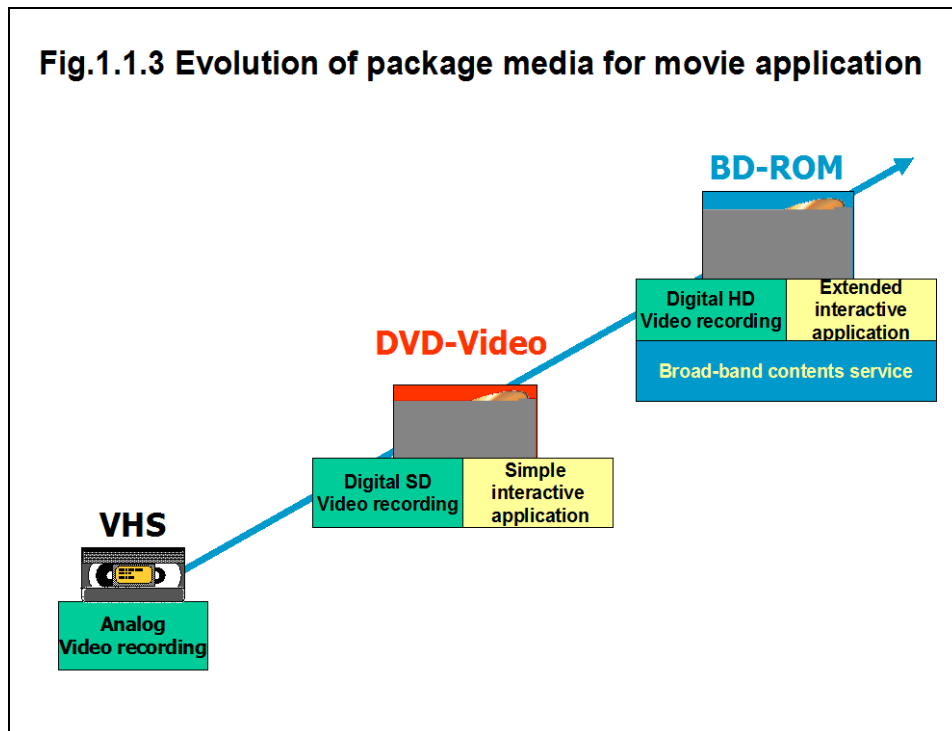 Fig.1.1.3 Evolution of package media for movie application
BD-ROM
Digital HD
Video recording
Extended
interactive
application
Broad-band contents service
DVD-Video
Digital SD
Video recording
Simple
interactive
application
VHS
Analog
Video recording